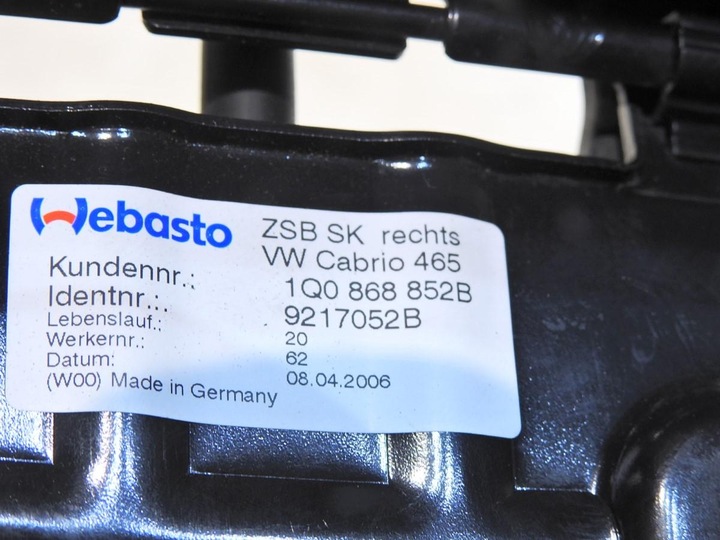 Webasto ZSB SK rechts
VW Cabrio 465
Kundennr.: 1Q0 868 852B
Identnr.:. 9217052B
Lebenslauf.: 20
Werkernr.: 62
Datum: 08.04.2006
(W00) Made in Germany